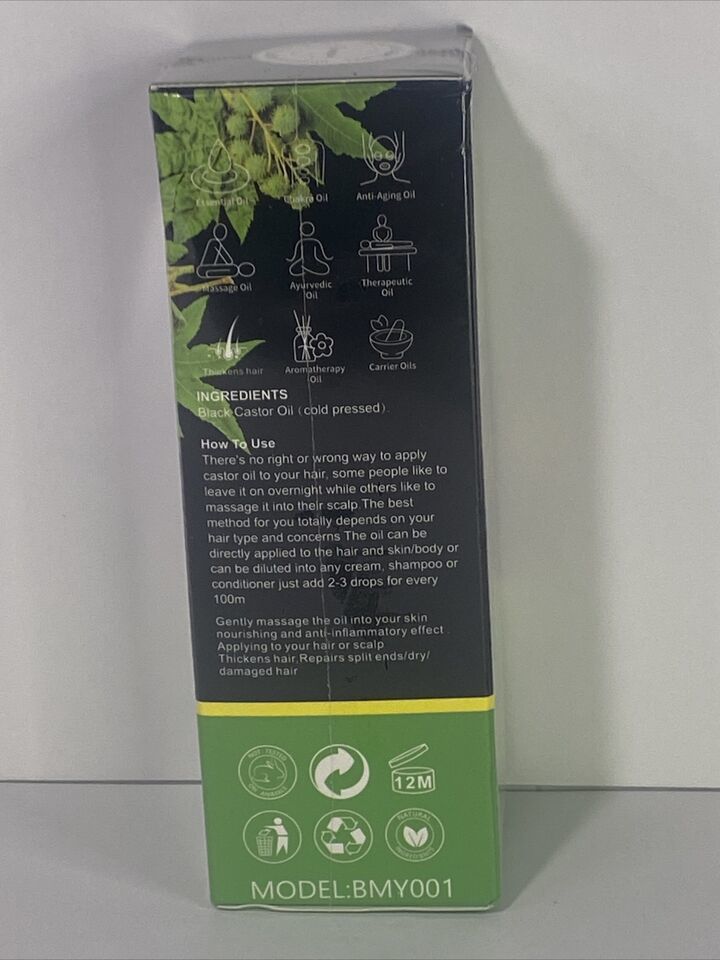 Essential Oil Chakra Oil Anti-Aging Oil
Massage Oil Ayurvedic Oil Therapeutic Oil
Thickens hair Aromatherapy Oil Carrier Oils
INGREDIENTS
Black Castor Oil (cold pressed).
How To Use
There's no right or wrong way to apply
castor oil to your hair, some people like to
leave it on overnight while others like to
massage it into their scalp.The best
method for you totally depends on your
hair type and concerns The oil can be
directly applied to the hair and skin/body or
can be diluted into any cream, shampoo or
conditioner just add 2-3 drops for every
100m
Gently massage the oil into your skin
nourishing and anti-inflammatory effect .
Applying to your hair or scalp
Thickens hair,Repairs split ends/dry/
damaged hair
NOT TESTED
ON ANIMALS
12M
NATURAL
INGREDIENTS
MODEL:BMY001